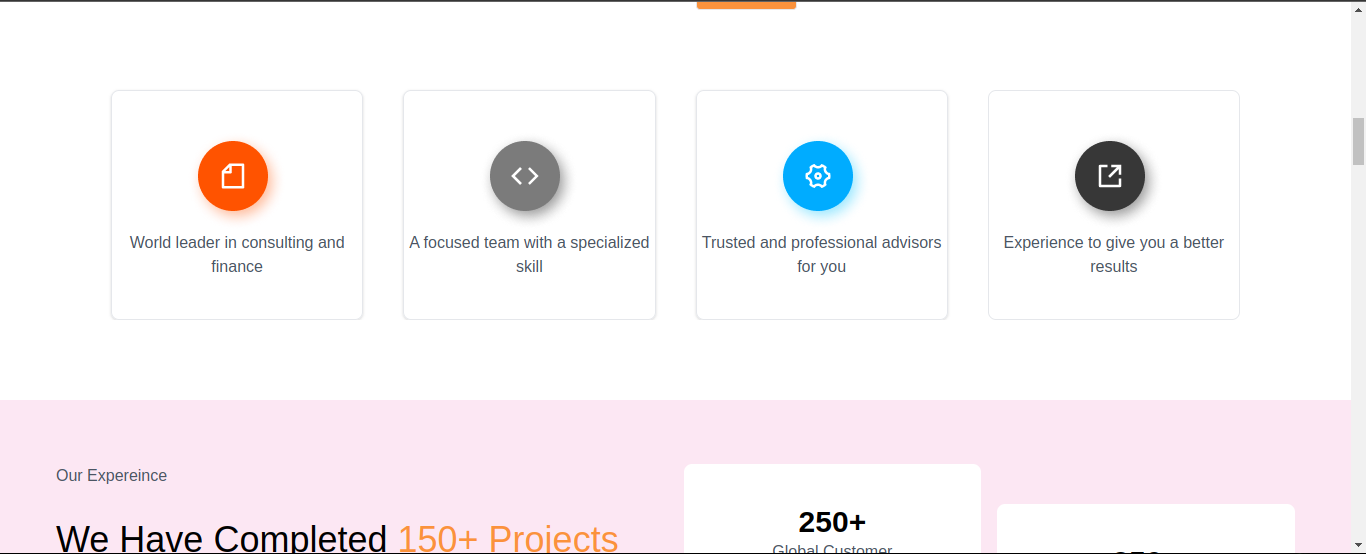 World leader in consulting and
finance
A focused team with a specialized
skill
Trusted and professional advisors
for you
Experience to give you a better
results
Our Expereince
We Have Completed 150+ Projects
250+
Global Customer